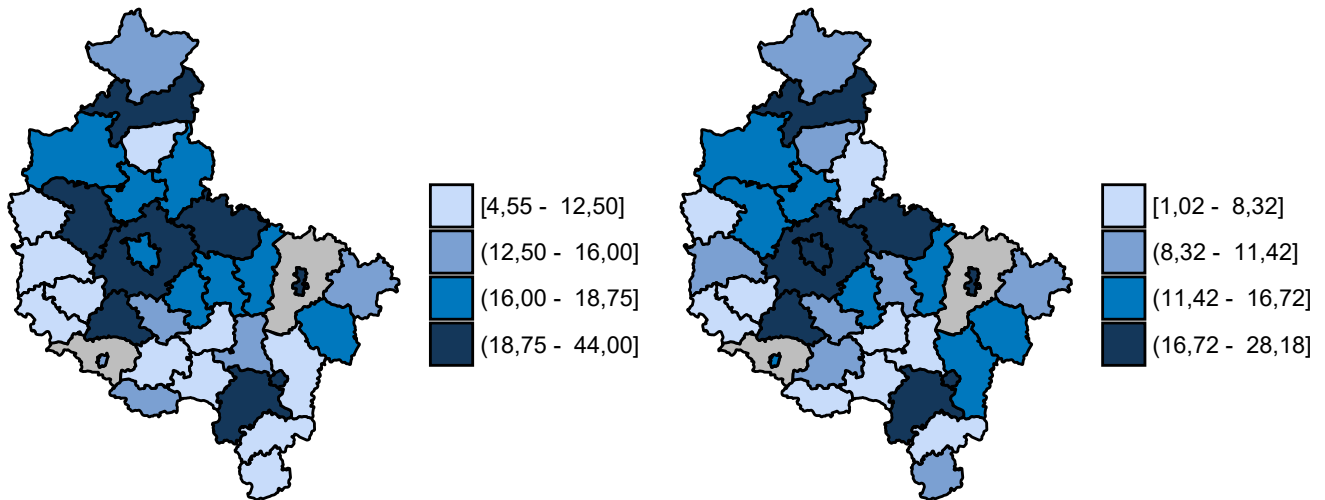 [4,55 - 12,50]
(12,50 - 16,00]
(16,00 - 18,75]
(18,75 - 44,00]
[1,02 - 8,32]
(8,32 - 11,42]
(11,42 - 16,72]
(16,72 - 28,18]